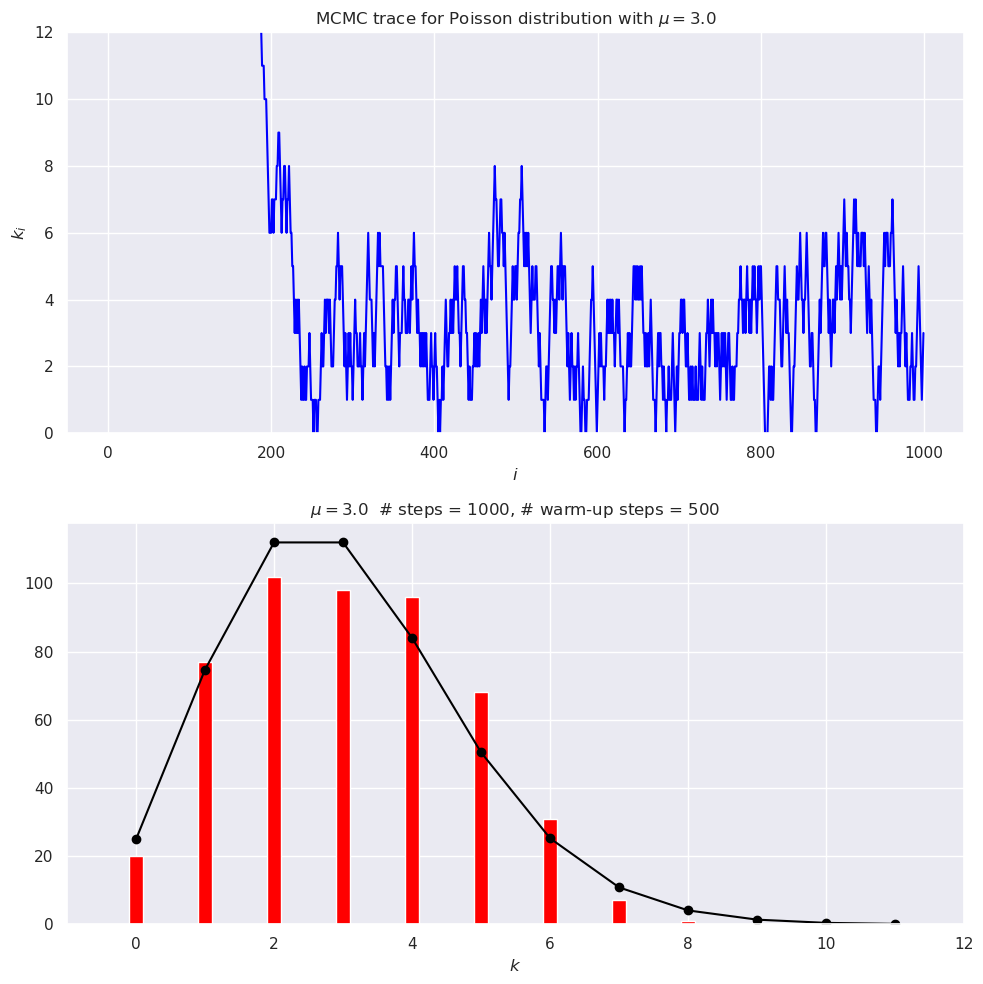 MCMC trace for Poisson distribution with μ = 3.0
12
10
8
6
4
2
0
k_i
0 200 400 600 800 1000
i
μ = 3.0 # steps = 1000, # warm-up steps = 500
100
80
60
40
20
0
0 2 4 6 8 10 12
k